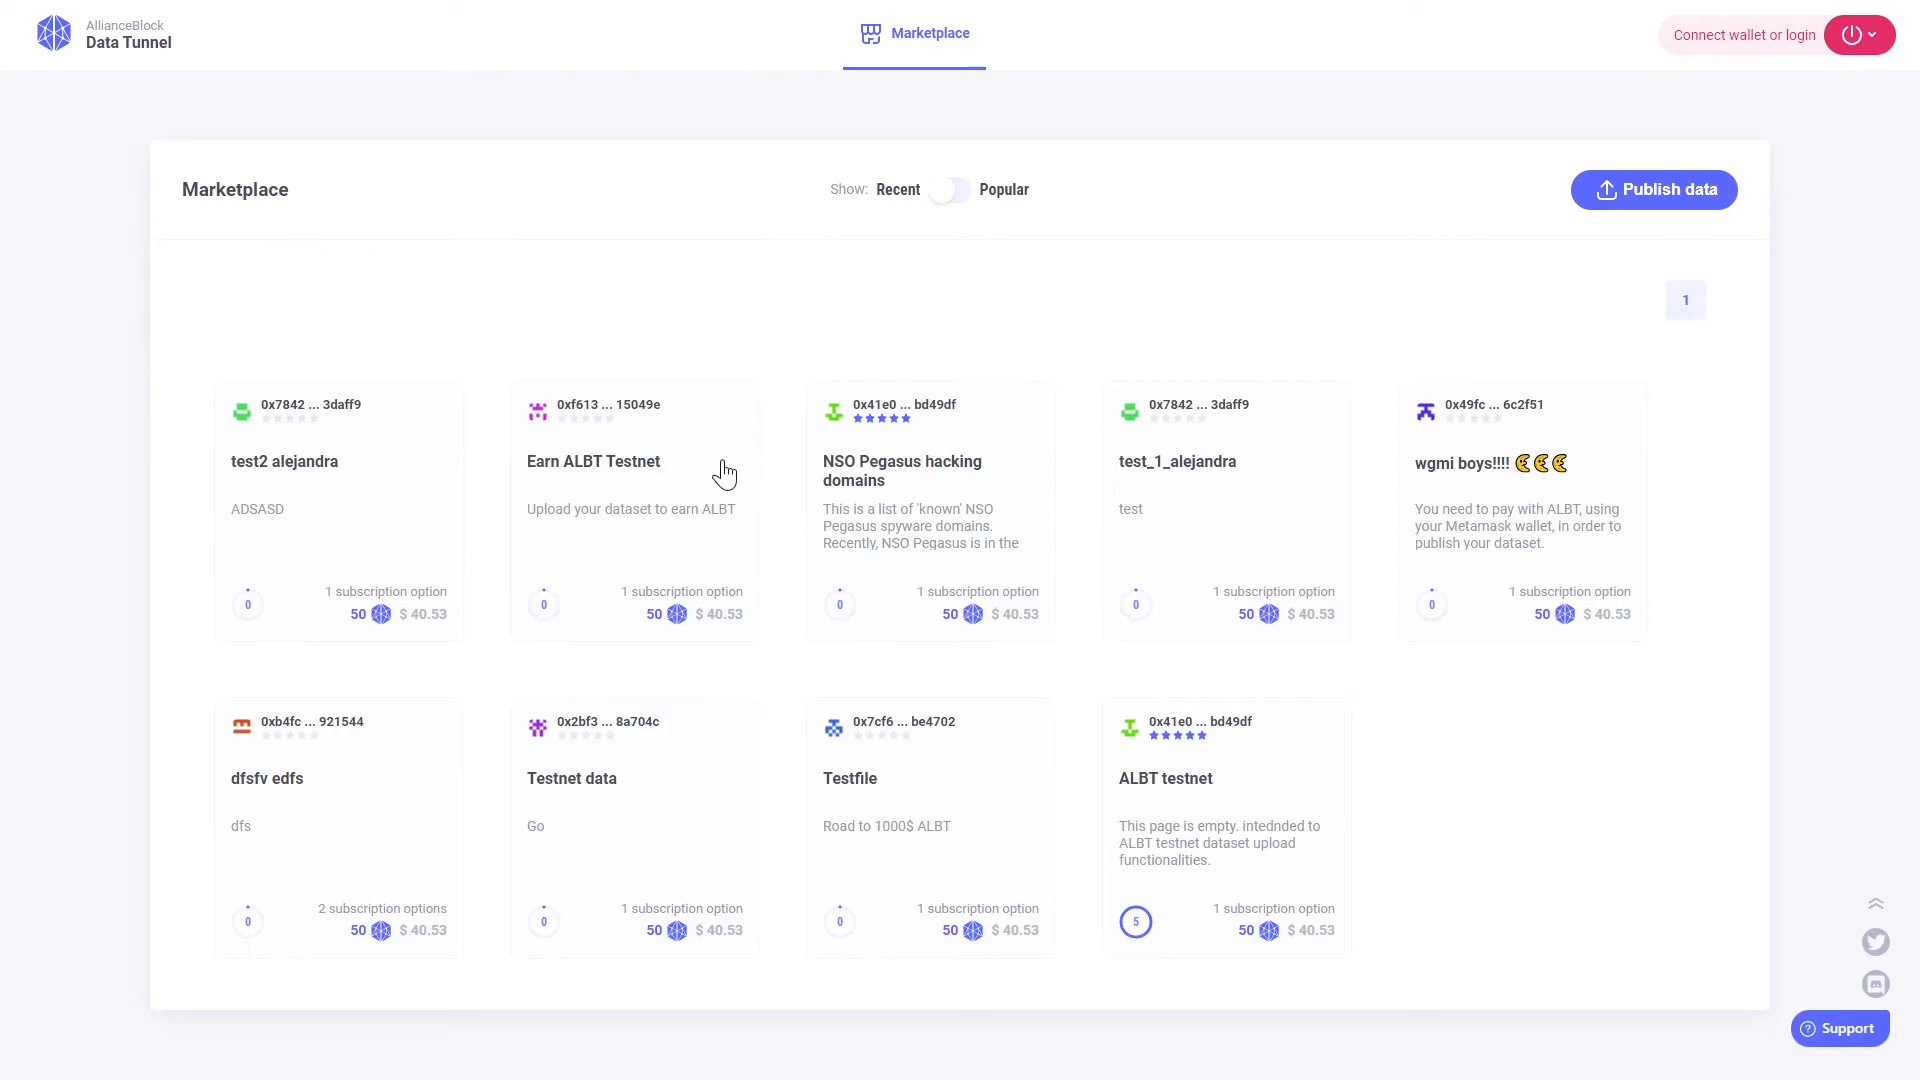 AllianceBlock
Data Tunnel
Marketplace
Connect wallet or login
Marketplace
Show: Recent Popular
Publish data
1
0x7842 ... 3daff9
test2 alejandra
ADSASD
0
1 subscription option
50 $ 40.53
0xf613 ... 15049e
Earn ALBT Testnet
Upload your dataset to earn ALBT
0
1 subscription option
50 $ 40.53
0x41e0 ... bd49df
NSO Pegasus hacking
domains
This is a list of 'known' NSO
Pegasus spyware domains.
Recently, NSO Pegasus is in the
0
1 subscription option
50 $ 40.53
0x7842 ... 3daff9
test_1_alejandra
test
0
1 subscription option
50 $ 40.53
0x49fc ... 6c2f51
wgmi boys!!!!
You need to pay with ALBT, using
your Metamask wallet, in order to
publish your dataset.
0
1 subscription option
50 $ 40.53
0xb4fc ... 921544
dfsfv edfs
dfs
0
2 subscription options
50 $ 40.53
0x2bf3 ... 8a704c
Testnet data
Go
0
1 subscription option
50 $ 40.53
0x7cf6 ... be4702
Testfile
Road to 1000$ ALBT
0
1 subscription option
50 $ 40.53
0x41e0 ... bd49df
ALBT testnet
This page is empty. intednded to
ALBT testnet dataset upload
functionalities.
5
1 subscription option
50 $ 40.53
Support